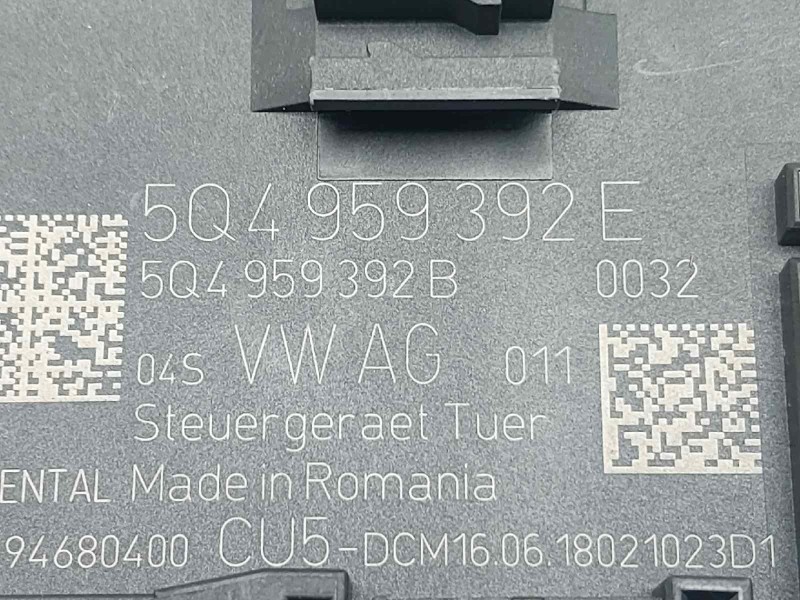 5Q4 959 392 E
5Q4 959 392 B 0032
04S VW AG 011
Steuergeraet Tuer
ENTAL Made in Romania
94680400 CU5-DCM16.06.18021023D1